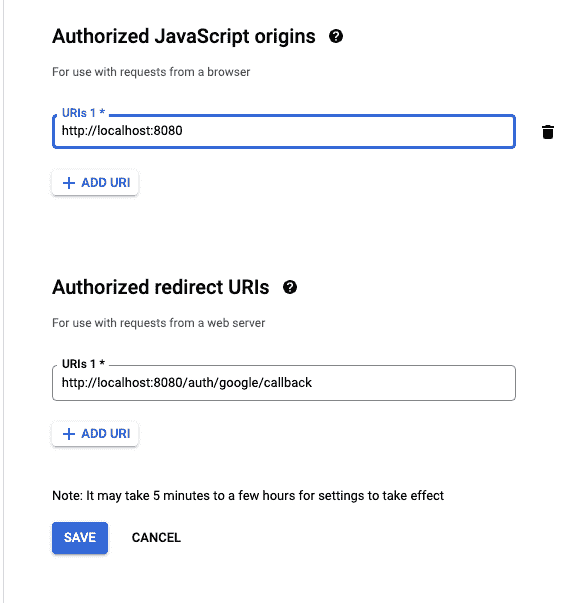 Authorized JavaScript origins
For use with requests from a browser
URIs 1 *
http://localhost:8080
+ ADD URI
Authorized redirect URIs
For use with requests from a web server
URIs 1 *
http://localhost:8080/auth/google/callback
+ ADD URI
Note: It may take 5 minutes to a few hours for settings to take effect
SAVE CANCEL